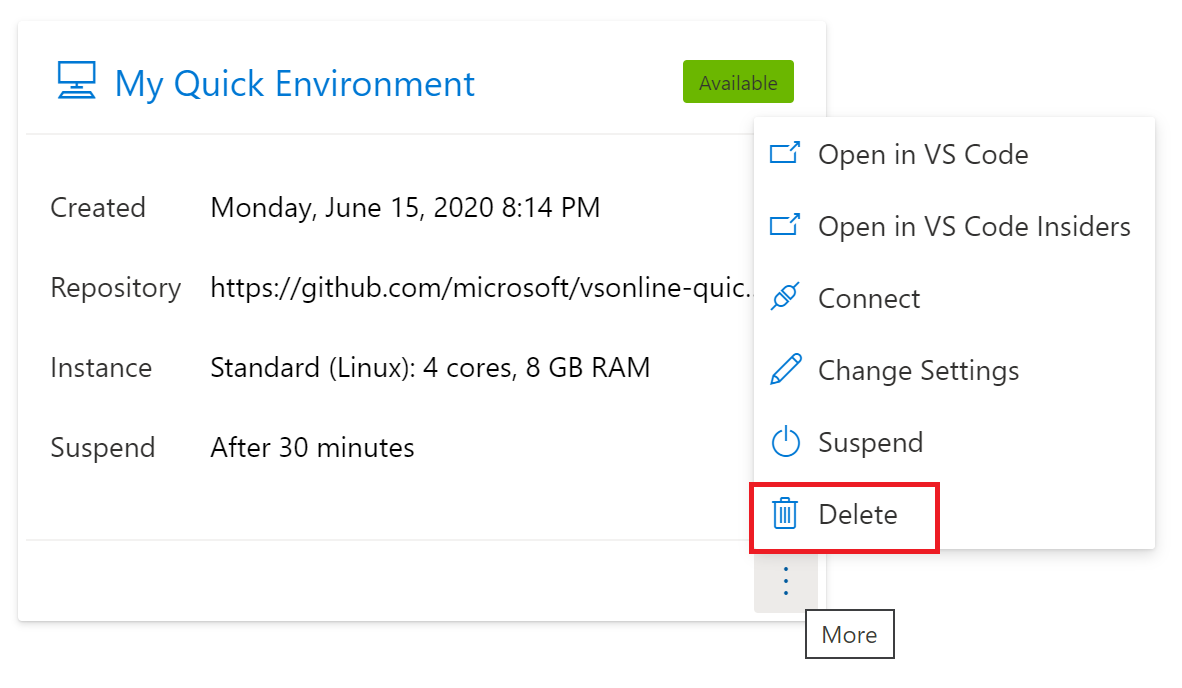 My Quick Environment
Available
Created Monday, June 15, 2020 8:14 PM
Repository https://github.com/microsoft/vsonline-quic...
Instance Standard (Linux): 4 cores, 8 GB RAM
Suspend After 30 minutes
Open in VS Code
Open in VS Code Insiders
Connect
Change Settings
Suspend
Delete
More